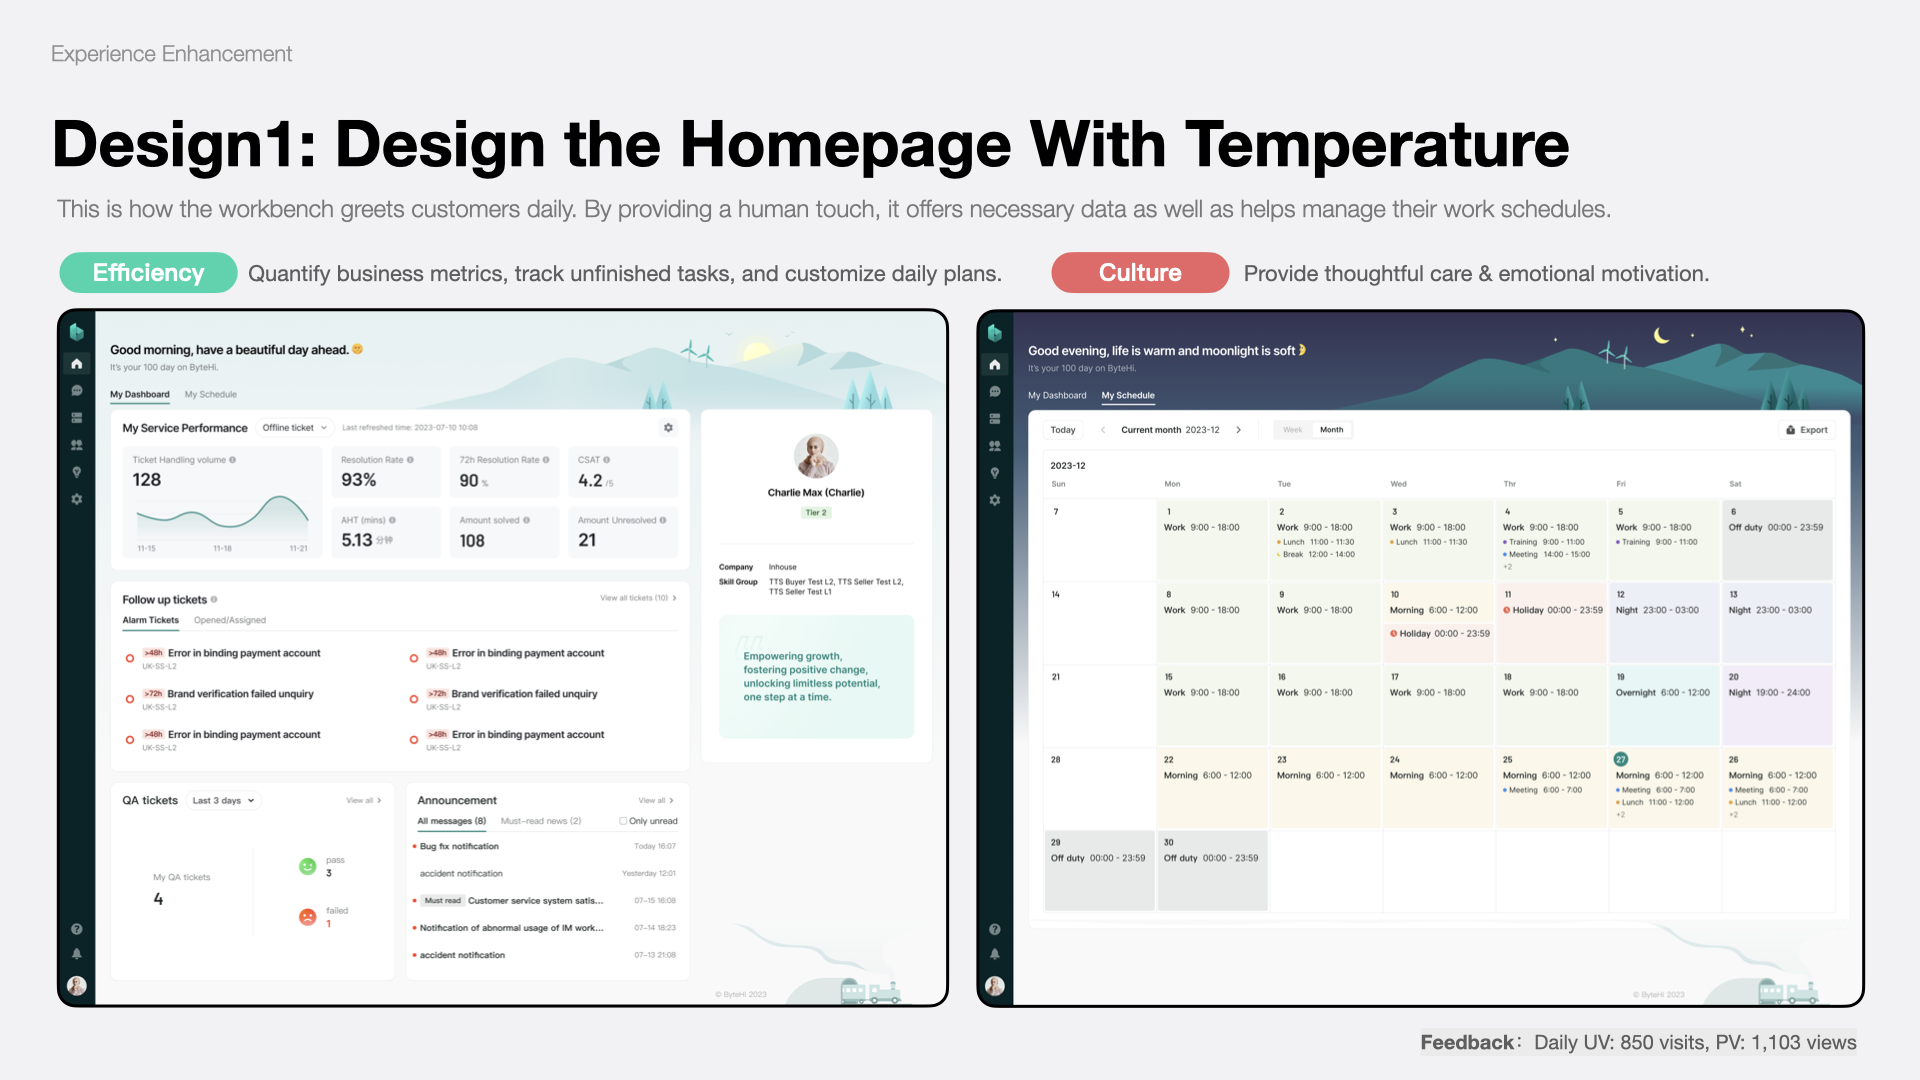 Experience Enhancement
Design1: Design the Homepage With Temperature
This is how the workbench greets customers daily. By providing a human touch, it offers necessary data as well as helps manage their work schedules.
Efficiency Quantify business metrics, track unfinished tasks, and customize daily plans.
Culture Provide thoughtful care & emotional motivation.
Good morning, have a beautiful day ahead.
It's your 100 day on ByteHi.
My Dashboard My Schedule
My Service Performance Offline ticket Last refreshed time: 2023-07-10 10:08
Ticket Handling volume
128
11-15 11-18 11-21
Resolution Rate
93%
72h Resolution Rate
90 %
CSAT
4.2 /5
AHT (mins)
5.13 分钟
Amount solved
108
Amount Unresolved
21
Follow up tickets View all tickets (10)
Alarm Tickets Opened/Assigned
>48h Error in binding payment account
UK-SS-L2
>48h Error in binding payment account
UK-SS-L2
>72h Brand verification failed unquiry
UK-SS-L2
>72h Brand verification failed unquiry
UK-SS-L2
>48h Error in binding payment account
UK-SS-L2
>48h Error in binding payment account
UK-SS-L2
QA tickets Last 3 days View all
My QA tickets
4
pass
3
failed
1
Announcement View all
All messages (8) Must-read news (2) Only unread
Bug fix notification Today 16:07
accident notification Yesterday 12:01
Must read Customer service system satis... 07-15 16:08
Notification of abnormal usage of IM work... 07-14 18:23
accident notification 07-13 21:08
Charlie Max (Charlie)
Tier 2
Company Inhouse
Skill Group TTS Buyer Test L2, TTS Seller Test L2,
TTS Seller Test L1
Empowering growth,
fostering positive change,
unlocking limitless potential,
one step at a time.
© ByteHi 2023
Good evening, life is warm and moonlight is soft
It's your 100 day on ByteHi.
My Dashboard My Schedule
Today Current month 2023-12 Week Month Export
2023-12
Sun Mon Tue Wed Thr Fri Sat
7
1
Work 9:00 - 18:00
2
Work 9:00 - 18:00
Lunch 11:00 - 11:30
Break 12:00 - 14:00
3
Work 9:00 - 18:00
Lunch 11:00 - 11:30
4
Work 9:00 - 18:00
Training 9:00 - 11:00
Meeting 14:00 - 15:00
+2
5
Work 9:00 - 18:00
Training 9:00 - 11:00
6
Off duty 00:00 - 23:59
14
8
Work 9:00 - 18:00
9
Work 9:00 - 18:00
10
Morning 6:00 - 12:00
Holiday 00:00 - 23:59
11
Holiday 00:00 - 23:59
12
Night 23:00 - 03:00
13
Night 23:00 - 03:00
21
15
Work 9:00 - 18:00
16
Work 9:00 - 18:00
17
Work 9:00 - 18:00
18
Work 9:00 - 18:00
19
Overnight 6:00 - 12:00
20
Night 19:00 - 24:00
28
22
Morning 6:00 - 12:00
23
Morning 6:00 - 12:00
24
Morning 6:00 - 12:00
25
Morning 6:00 - 12:00
Meeting 6:00 - 7:00
27
Morning 6:00 - 12:00
Meeting 6:00 - 7:00
Lunch 11:00 - 12:00
+2
26
Morning 6:00 - 12:00
Meeting 6:00 - 7:00
Lunch 11:00 - 12:00
+2
29
Off duty 00:00 - 23:59
30
Off duty 00:00 - 23:59
© ByteHi 2023
Feedback： Daily UV: 850 visits, PV: 1,103 views